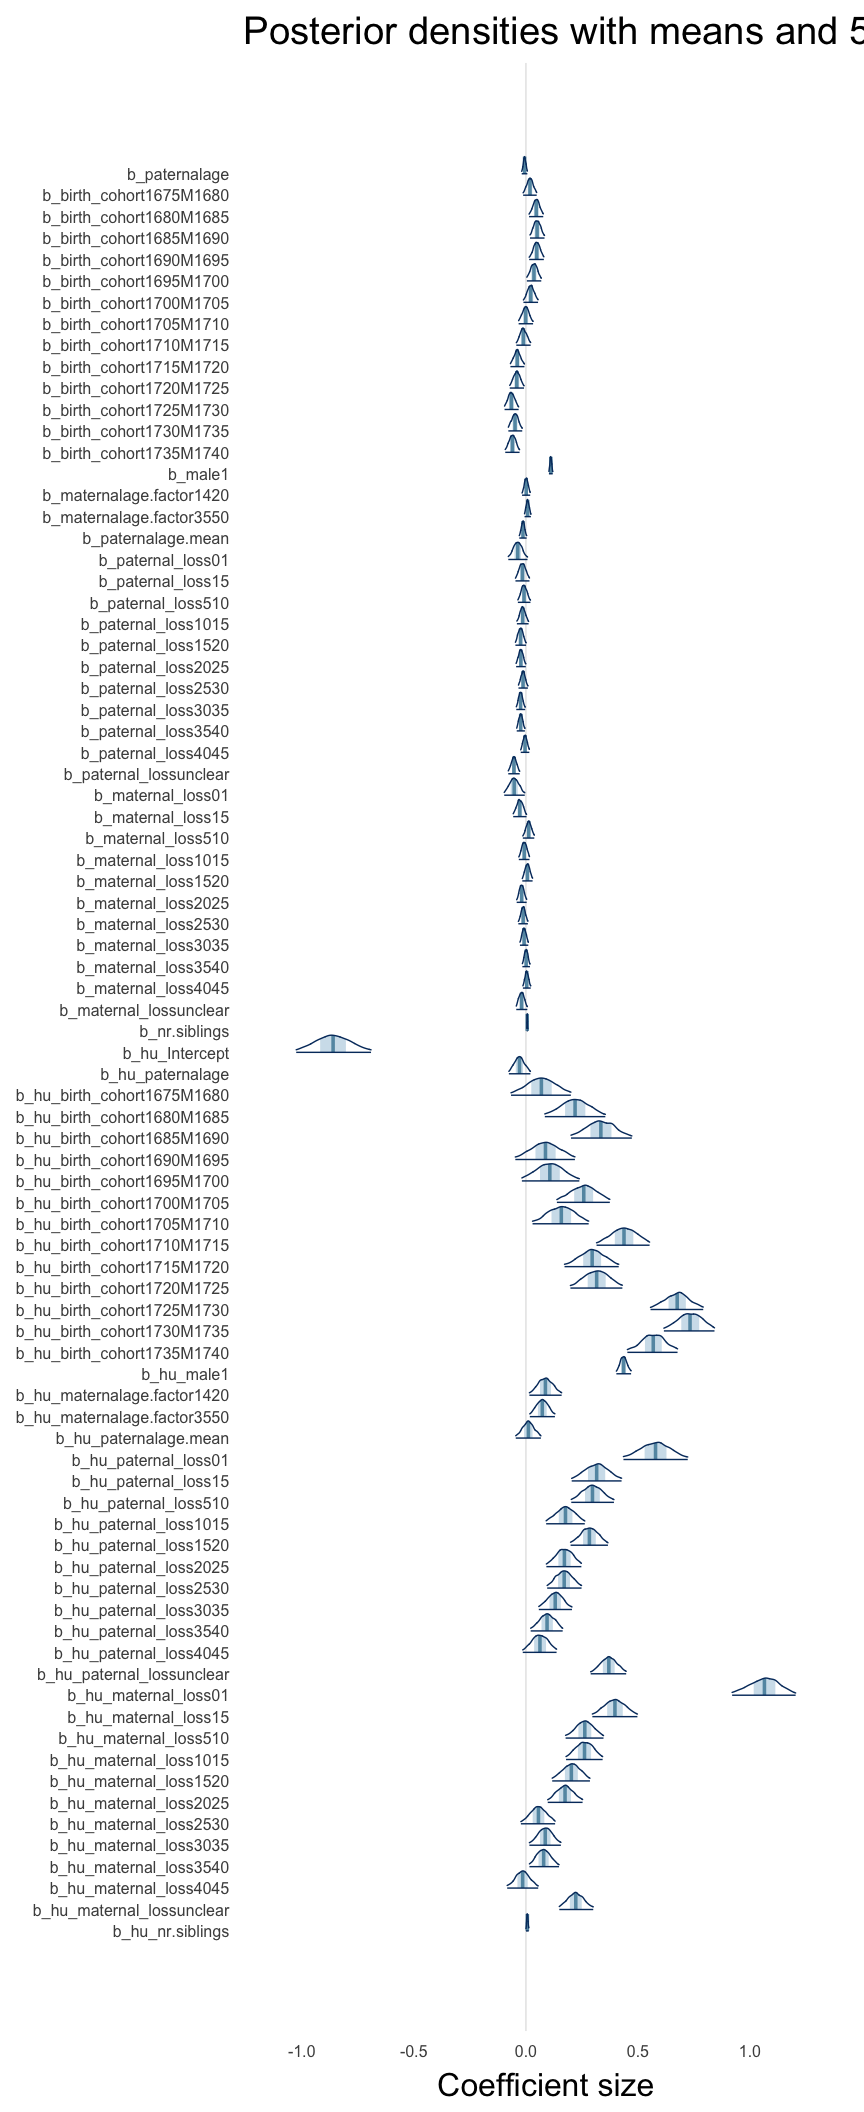 Posterior densities with means and 5
b_paternalage
b_birth_cohort1675M1680
b_birth_cohort1680M1685
b_birth_cohort1685M1690
b_birth_cohort1690M1695
b_birth_cohort1695M1700
b_birth_cohort1700M1705
b_birth_cohort1705M1710
b_birth_cohort1710M1715
b_birth_cohort1715M1720
b_birth_cohort1720M1725
b_birth_cohort1725M1730
b_birth_cohort1730M1735
b_birth_cohort1735M1740
b_male1
b_maternalage.factor1420
b_maternalage.factor3550
b_paternalage.mean
b_paternal_loss01
b_paternal_loss15
b_paternal_loss510
b_paternal_loss1015
b_paternal_loss1520
b_paternal_loss2025
b_paternal_loss2530
b_paternal_loss3035
b_paternal_loss3540
b_paternal_loss4045
b_paternal_lossunclear
b_maternal_loss01
b_maternal_loss15
b_maternal_loss510
b_maternal_loss1015
b_maternal_loss1520
b_maternal_loss2025
b_maternal_loss2530
b_maternal_loss3035
b_maternal_loss3540
b_maternal_loss4045
b_maternal_lossunclear
b_nr.siblings
b_hu_Intercept
b_hu_paternalage
b_hu_birth_cohort1675M1680
b_hu_birth_cohort1680M1685
b_hu_birth_cohort1685M1690
b_hu_birth_cohort1690M1695
b_hu_birth_cohort1695M1700
b_hu_birth_cohort1700M1705
b_hu_birth_cohort1705M1710
b_hu_birth_cohort1710M1715
b_hu_birth_cohort1715M1720
b_hu_birth_cohort1720M1725
b_hu_birth_cohort1725M1730
b_hu_birth_cohort1730M1735
b_hu_birth_cohort1735M1740
b_hu_male1
b_hu_maternalage.factor1420
b_hu_maternalage.factor3550
b_hu_paternalage.mean
b_hu_paternal_loss01
b_hu_paternal_loss15
b_hu_paternal_loss510
b_hu_paternal_loss1015
b_hu_paternal_loss1520
b_hu_paternal_loss2025
b_hu_paternal_loss2530
b_hu_paternal_loss3035
b_hu_paternal_loss3540
b_hu_paternal_loss4045
b_hu_paternal_lossunclear
b_hu_maternal_loss01
b_hu_maternal_loss15
b_hu_maternal_loss510
b_hu_maternal_loss1015
b_hu_maternal_loss1520
b_hu_maternal_loss2025
b_hu_maternal_loss2530
b_hu_maternal_loss3035
b_hu_maternal_loss3540
b_hu_maternal_loss4045
b_hu_maternal_lossunclear
b_hu_nr.siblings
-1.0 -0.5 0.0 0.5 1.0
Coefficient size